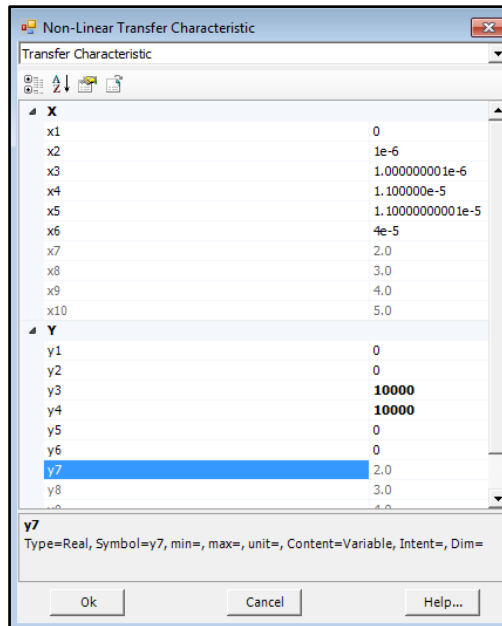 Non-Linear Transfer Characteristic
Transfer Characteristic
X
x1 0
x2 1e-6
x3 1.000000001e-6
x4 1.100000e-5
x5 1.10000000001e-5
x6 4e-5
x7 2.0
x8 3.0
x9 4.0
x10 5.0
Y
y1 0
y2 0
y3 10000
y4 10000
y5 0
y6 0
y7 2.0
y8 3.0
y7
Type=Real, Symbol=y7, min=, max=, unit=, Content=Variable, Intent=, Dim=
Ok Cancel Help...